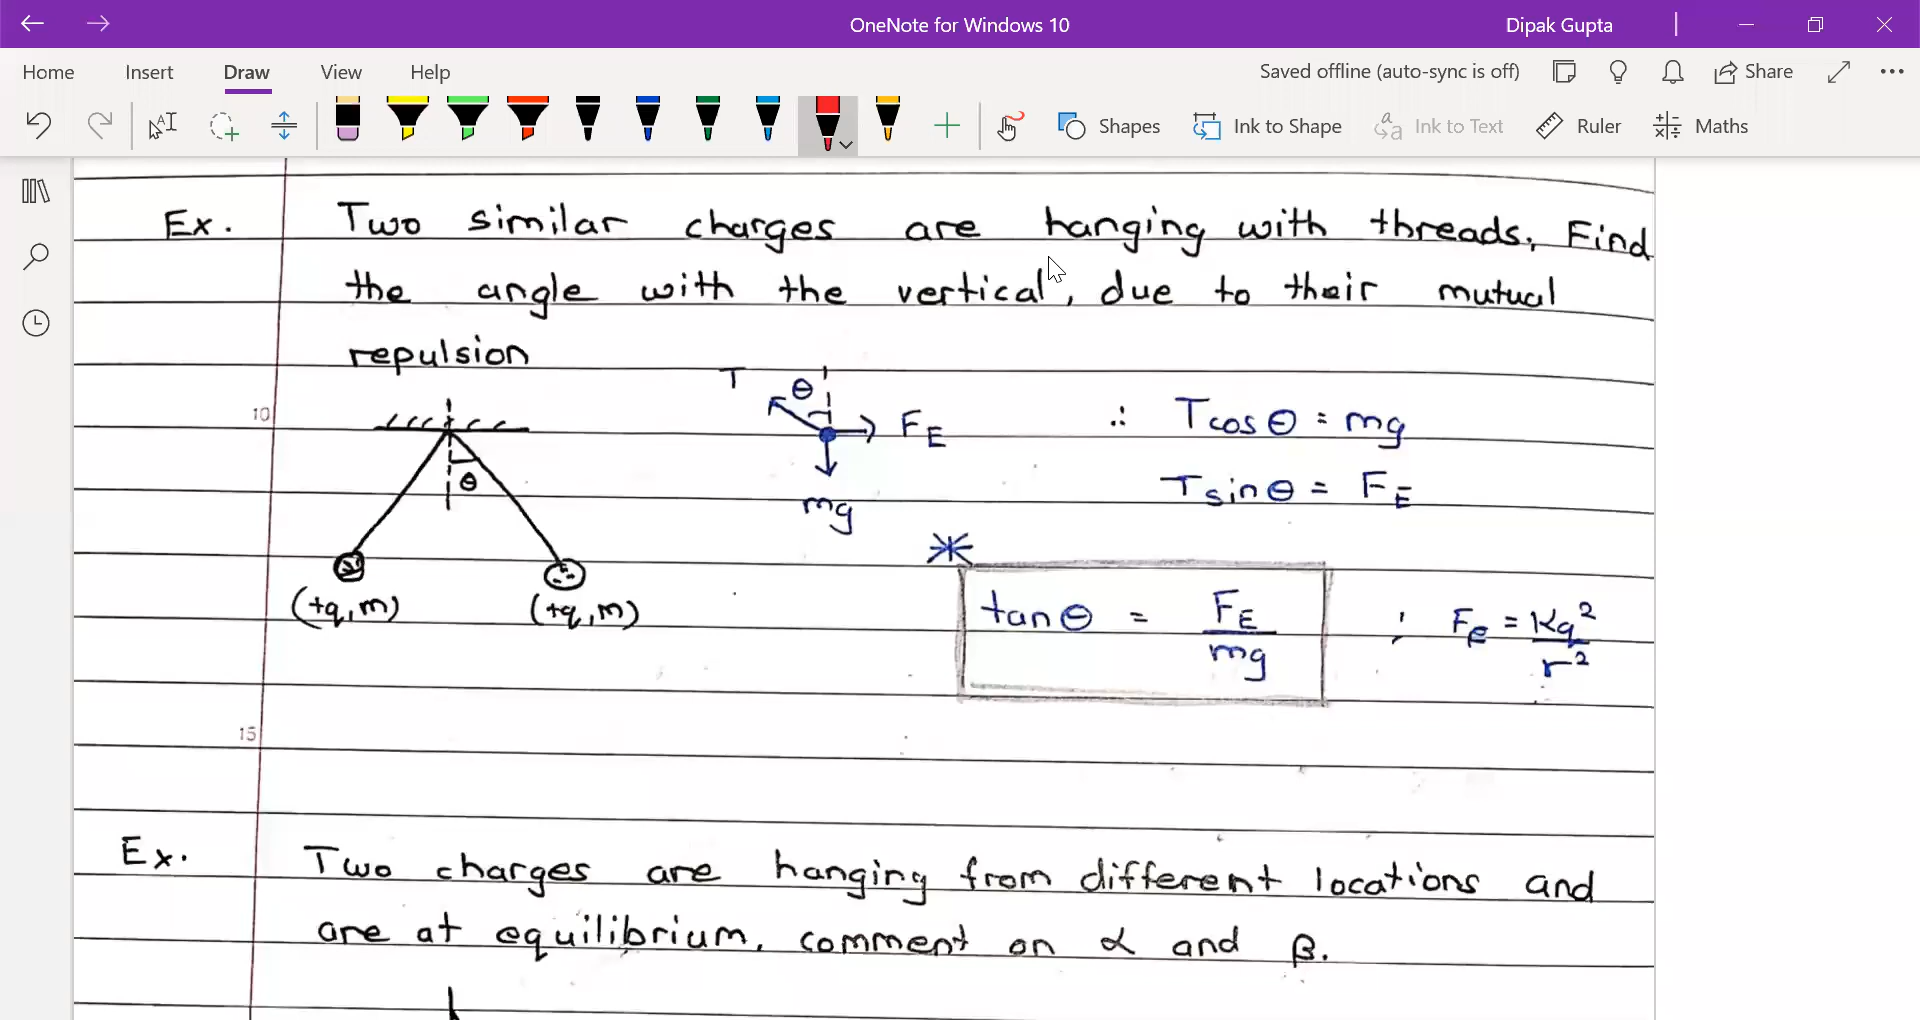 OneNote for Windows 10
Dipak Gupta
Home Insert Draw View Help
Saved offline (auto-sync is off) Share
Shapes Ink to Shape Ink to Text Ruler Maths
Ex. Two similar charges are hanging with threads, Find
the angle with the vertical, due to their mutual
repulsion
T θ
10
F_E
∴ T cos θ = mg
θ
T sin θ = F_E
mg
*
(+q, m) (+q, m)
tan θ = F_E / mg ; F_e = Kq² / r²
15
Ex. Two charges are hanging from different locations and
are at equilibrium, comment on α and β.